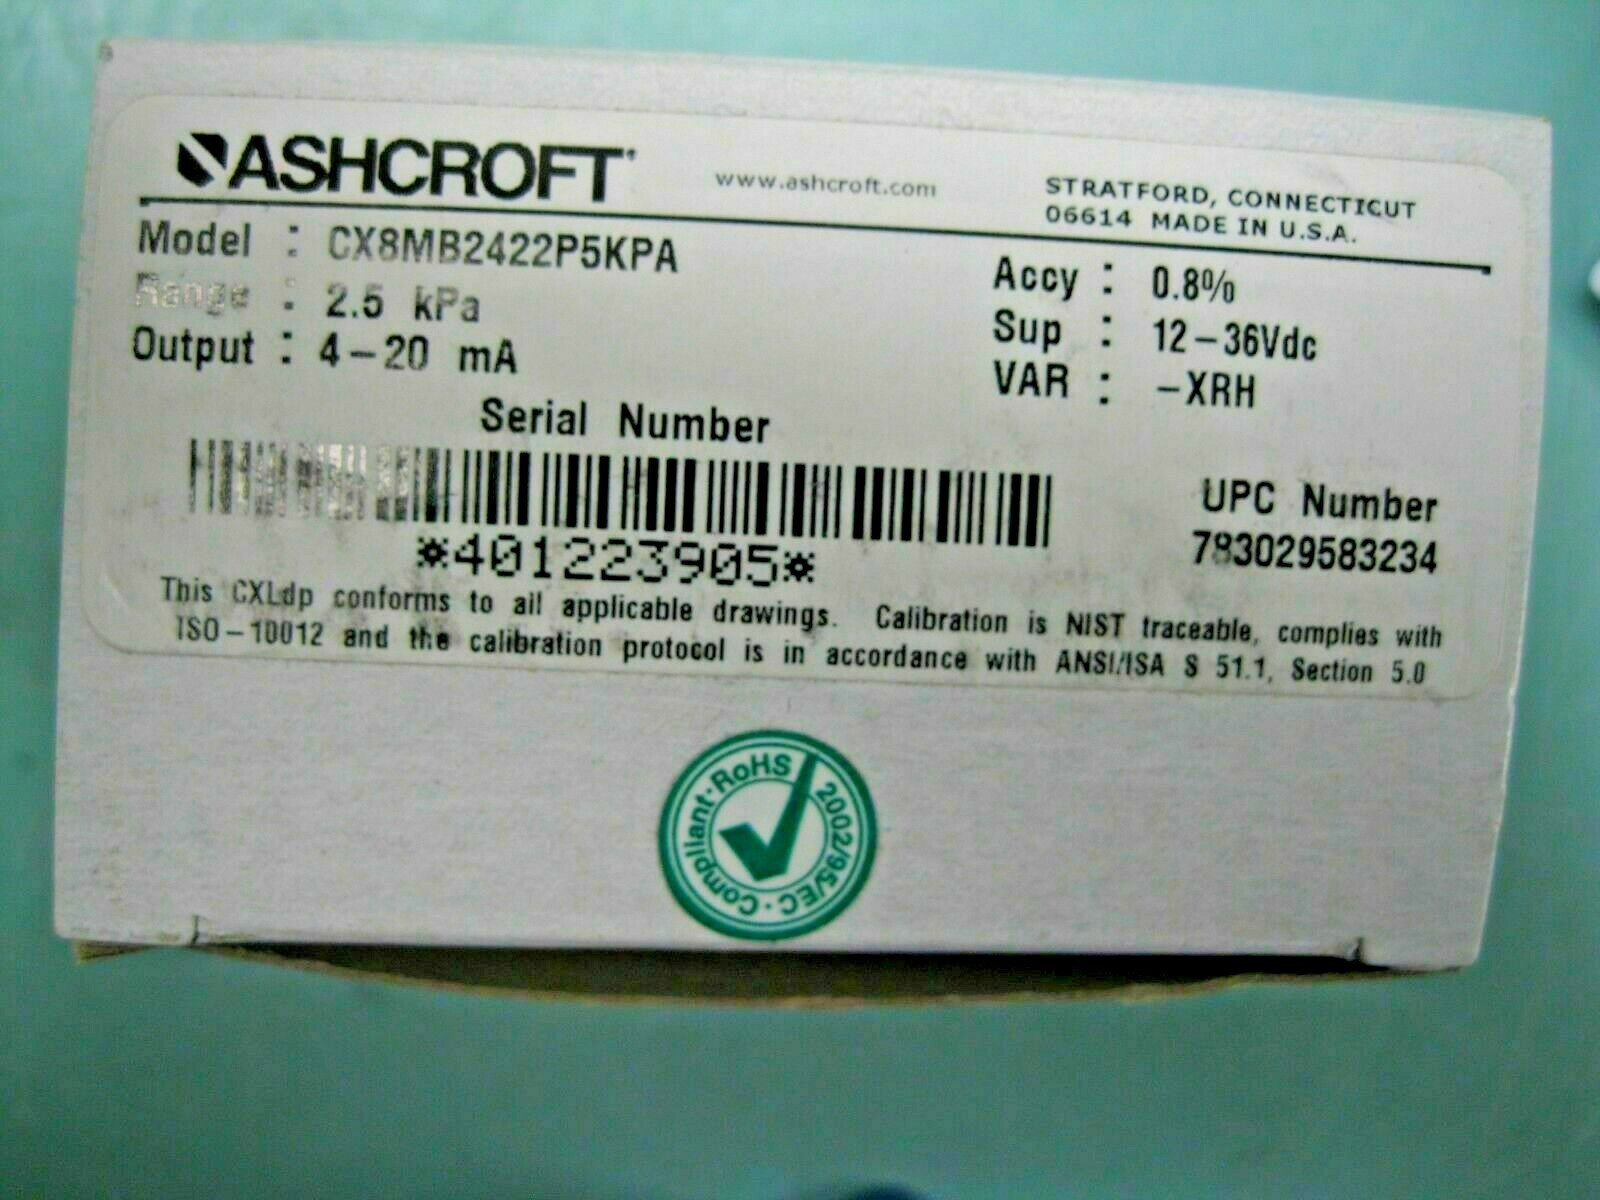 ASHCROFT
www.ashcroft.com
STRATFORD, CONNECTICUT
06614 MADE IN U.S.A.
Model : CX8MB2422P5KPA
Range : 2.5 kPa
Output : 4-20 mA
Accy : 0.8%
Sup : 12-36Vdc
VAR : -XRH
Serial Number
*401223905*
UPC Number
783029583234
This CXLdp conforms to all applicable drawings. Calibration is NIST traceable, complies with
ISO-10012 and the calibration protocol is in accordance with ANSI/ISA S 51.1, Section 5.0
Compliant·RoHS 2002/95/EC·